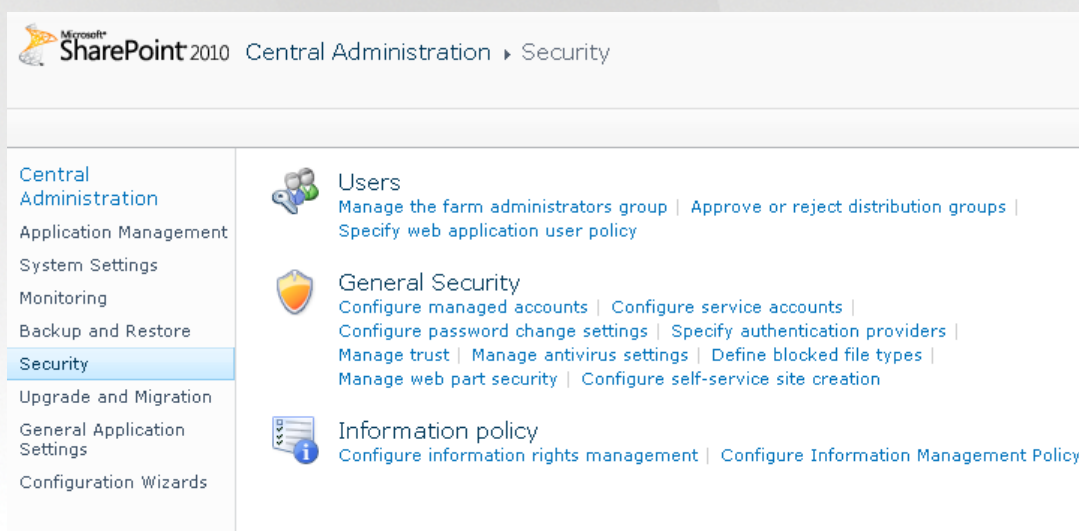 Microsoft
SharePoint 2010 Central Administration ▸ Security
Central
Administration
Application Management
System Settings
Monitoring
Backup and Restore
Security
Upgrade and Migration
General Application
Settings
Configuration Wizards
Users
Manage the farm administrators group | Approve or reject distribution groups |
Specify web application user policy
General Security
Configure managed accounts | Configure service accounts |
Configure password change settings | Specify authentication providers |
Manage trust | Manage antivirus settings | Define blocked file types |
Manage web part security | Configure self-service site creation
Information policy
Configure information rights management | Configure Information Management Policy